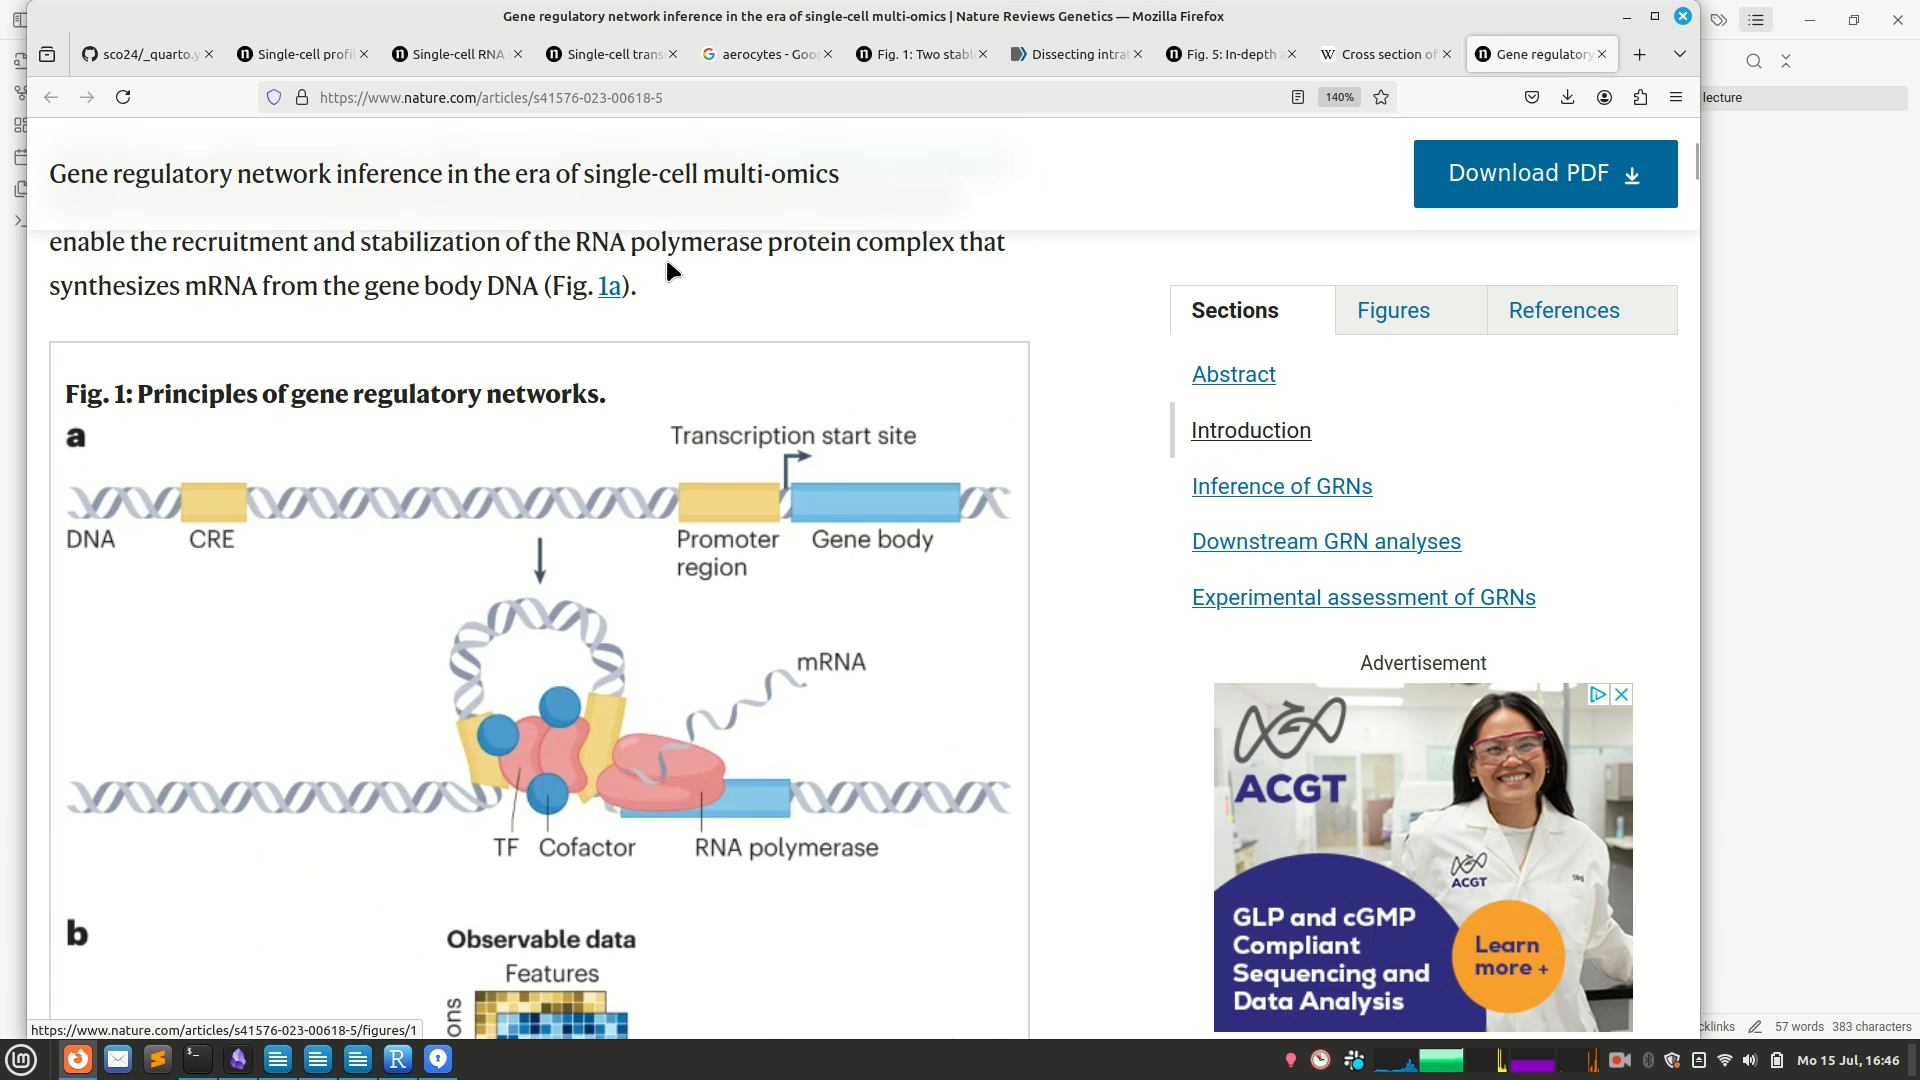 Gene regulatory network inference in the era of single-cell multi-omics | Nature Reviews Genetics — Mozilla Firefox
sco24/_quarto.y
Single-cell profil
Single-cell RNA
Single-cell trans
aerocytes - Goo
Fig. 1: Two stabl
Dissecting intrat
Fig. 5: In-depth a
Cross section of
Gene regulatory
https://www.nature.com/articles/s41576-023-00618-5
140%
lecture
Gene regulatory network inference in the era of single-cell multi-omics
Download PDF
enable the recruitment and stabilization of the RNA polymerase protein complex that
synthesizes mRNA from the gene body DNA (Fig. 1a).
Sections
Figures
References
Abstract
Introduction
Inference of GRNs
Downstream GRN analyses
Experimental assessment of GRNs
Fig. 1: Principles of gene regulatory networks.
a
Transcription start site
DNA
CRE
Promoter
region
Gene body
mRNA
TF
Cofactor
RNA polymerase
b
Observable data
Features
ons
Advertisement
ACGT
ACGT
GLP and cGMP
Compliant
Sequencing and
Data Analysis
Learn
more +
https://www.nature.com/articles/s41576-023-00618-5/figures/1
cklinks
57 words
383 characters
Mo 15 Jul, 16:46